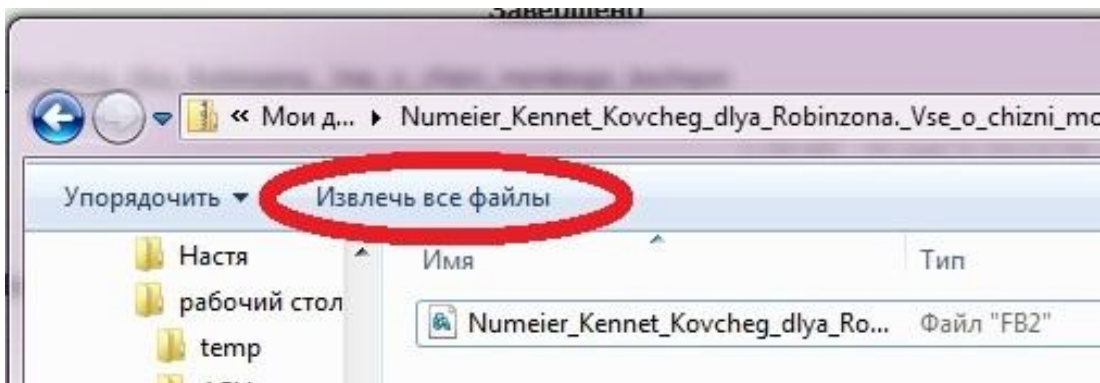 Завершено
« Мои д... ▸ Numeier_Kennet_Kovcheg_dlya_Robinzona._Vse_o_chizni_mo
Упорядочить ▾ Извлечь все файлы
Настя Имя Тип
рабочий стол Numeier_Kennet_Kovcheg_dlya_Ro... Файл "FB2"
temp